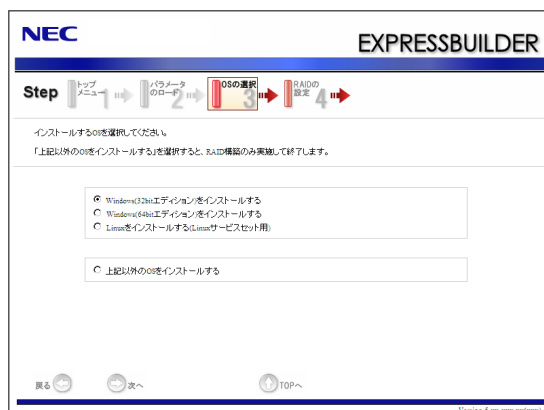 NEC
EXPRESSBUILDER
Step トップメニュー 1 パラメータのロード 2 OSの選択 3 RAIDの設定 4
インストールするOSを選択してください。
「上記以外のOSをインストールする」を選択すると、RAID構築のみ実施して終了します。
Windows(32bitエディション)をインストールする
Windows(64bitエディション)をインストールする
Linuxをインストールする(Linuxサービスセット用)
上記以外のOSをインストールする
戻る 次へ TOPへ